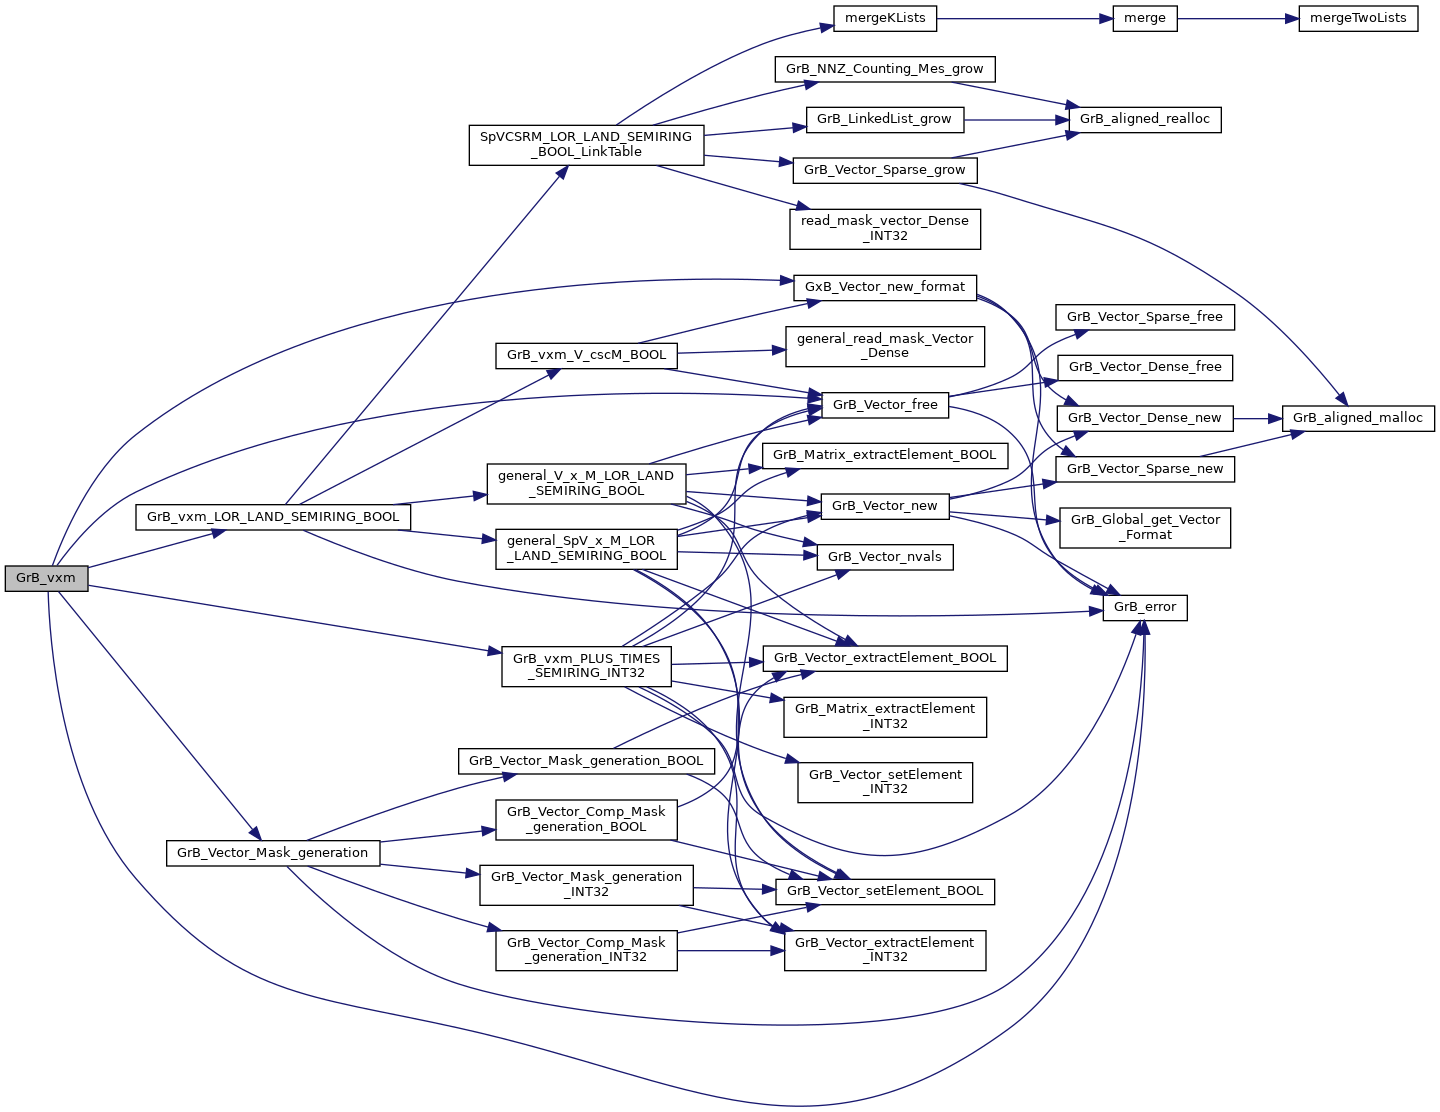 mergeKLists
merge
mergeTwoLists
GrB_NNZ_Counting_Mes_grow
GrB_LinkedList_grow
GrB_aligned_realloc
SpVCSRM_LOR_LAND_SEMIRING
_BOOL_LinkTable
GrB_Vector_Sparse_grow
read_mask_vector_Dense
_INT32
GxB_Vector_new_format
GrB_Vector_Sparse_free
general_read_mask_Vector
_Dense
GrB_vxm_V_cscM_BOOL
GrB_Vector_Dense_free
GrB_Vector_free
GrB_Vector_Dense_new
GrB_aligned_malloc
GrB_Matrix_extractElement_BOOL
GrB_Vector_Sparse_new
general_V_x_M_LOR_LAND
_SEMIRING_BOOL
GrB_Vector_new
GrB_vxm_LOR_LAND_SEMIRING_BOOL
GrB_Global_get_Vector
_Format
general_SpV_x_M_LOR
_LAND_SEMIRING_BOOL
GrB_Vector_nvals
GrB_vxm
GrB_error
GrB_vxm_PLUS_TIMES
_SEMIRING_INT32
GrB_Vector_extractElement_BOOL
GrB_Matrix_extractElement
_INT32
GrB_Vector_Mask_generation_BOOL
GrB_Vector_setElement
_INT32
GrB_Vector_Comp_Mask
_generation_BOOL
GrB_Vector_Mask_generation
GrB_Vector_Mask_generation
_INT32
GrB_Vector_setElement_BOOL
GrB_Vector_Comp_Mask
_generation_INT32
GrB_Vector_extractElement
_INT32